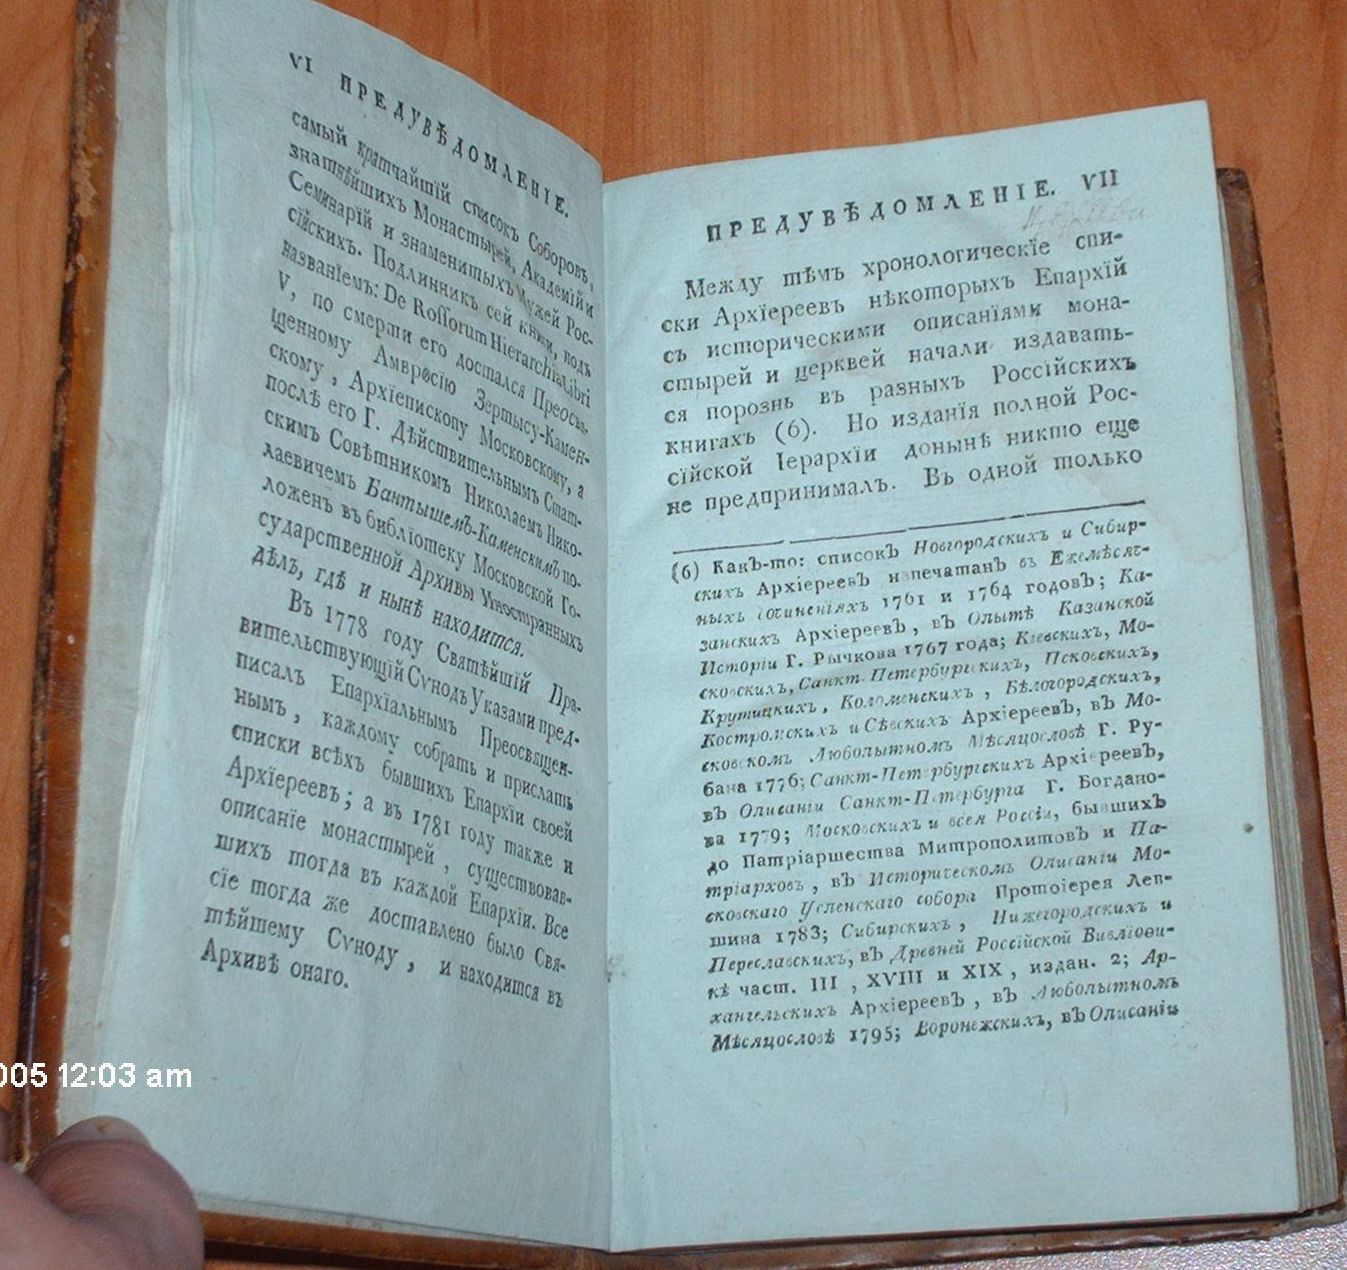 VI ПРЕДУВѢДОМЛЕНІЕ.
самый кратчайшій списокъ Соборовъ,
знатнѣйшихъ Монастырей, Академій и
Семинарій и знаменитыхъ Мужей Рос-
сійскихъ. Подлинникъ сей книги, подъ
названіемъ: De Rossorum Hierarchia Libri
V, по смерти его достался Преосвя-
щенному Амвросію Зертысу-Камен-
скому, Архіепископу Московскому, а
послѣ его Г. Дѣйствительнымъ Стат-
скимъ Совѣтникомъ Николаемъ Нико-
лаевичемъ Бантышемъ-Каменскимъ по-
ложенъ въ библіотеку Московской Го-
сударственной Архивы Иностранныхъ
дѣлъ, гдѣ и нынѣ находится.
Въ 1778 году Святѣйшій Пра-
вительствующій Сѵнодъ Указами пред-
писалъ Епархіальнымъ Преосвящен-
нымъ, каждому собрать и прислать
списки всѣхъ бывшихъ Епархіи своей
Архіереевъ; а въ 1781 году также и
описаніе монастырей, существовав-
шихъ тогда въ каждой Епархіи. Все
сіе тогда же доставлено было Свя-
тѣйшему Сѵноду, и находится въ
Архивѣ онаго.
ПРЕДУВѢДОМЛЕНІЕ. VII
Между тѣмъ хронологическіе спи-
ски Архіереевъ нѣкоторыхъ Епархій
съ историческими описаніями мона-
стырей и церквей начали издавать-
ся порознь въ разныхъ Россійскихъ
книгахъ (6). Но изданія полной Рос-
сійской Іерархіи донынѣ никто еще
не предпринималъ. Въ одной только
(6) Какъ-то: списокъ Новгородскихъ и Сибир-
скихъ Архіереевъ напечатанъ въ Ежемѣсяч-
ныхъ сочиненіяхъ 1761 и 1764 годовъ; Ка-
занскихъ Архіереевъ, въ Опытѣ Казанской
Исторіи Г. Рычкова 1767 года; Кіевскихъ, Мо-
сковскихъ, Санкт-Петербургскихъ, Псковскихъ,
Крутицкихъ, Коломенскихъ, Бѣлогородскихъ,
Костромскихъ и Сѣвскихъ Архіереевъ, въ Мо-
сковскомъ Любопытномъ Мѣсяцословѣ Г. Ру-
бана 1776; Санкт-Петербургскихъ Архіереевъ,
въ Описаніи Санкт-Петербурга Г. Богдано-
ва 1779; Московскихъ и всея Россіи, бывшихъ
до Патріаршества Митрополитовъ и Па-
тріарховъ, въ Историческомъ Описаніи Мо-
сковскаго Успенскаго собора Протоіерея Лев-
шина 1783; Сибирскихъ, Нижегородскихъ и
Переславскихъ, въ Древней Россійской Вивліоѳи-
кѣ част. III, XVIII и XIX, издан. 2; Ар-
хангельскихъ Архіереевъ, въ Любопытномъ
Мѣсяцословѣ 1795; Воронежскихъ, въ Описаніи
005 12:03 am